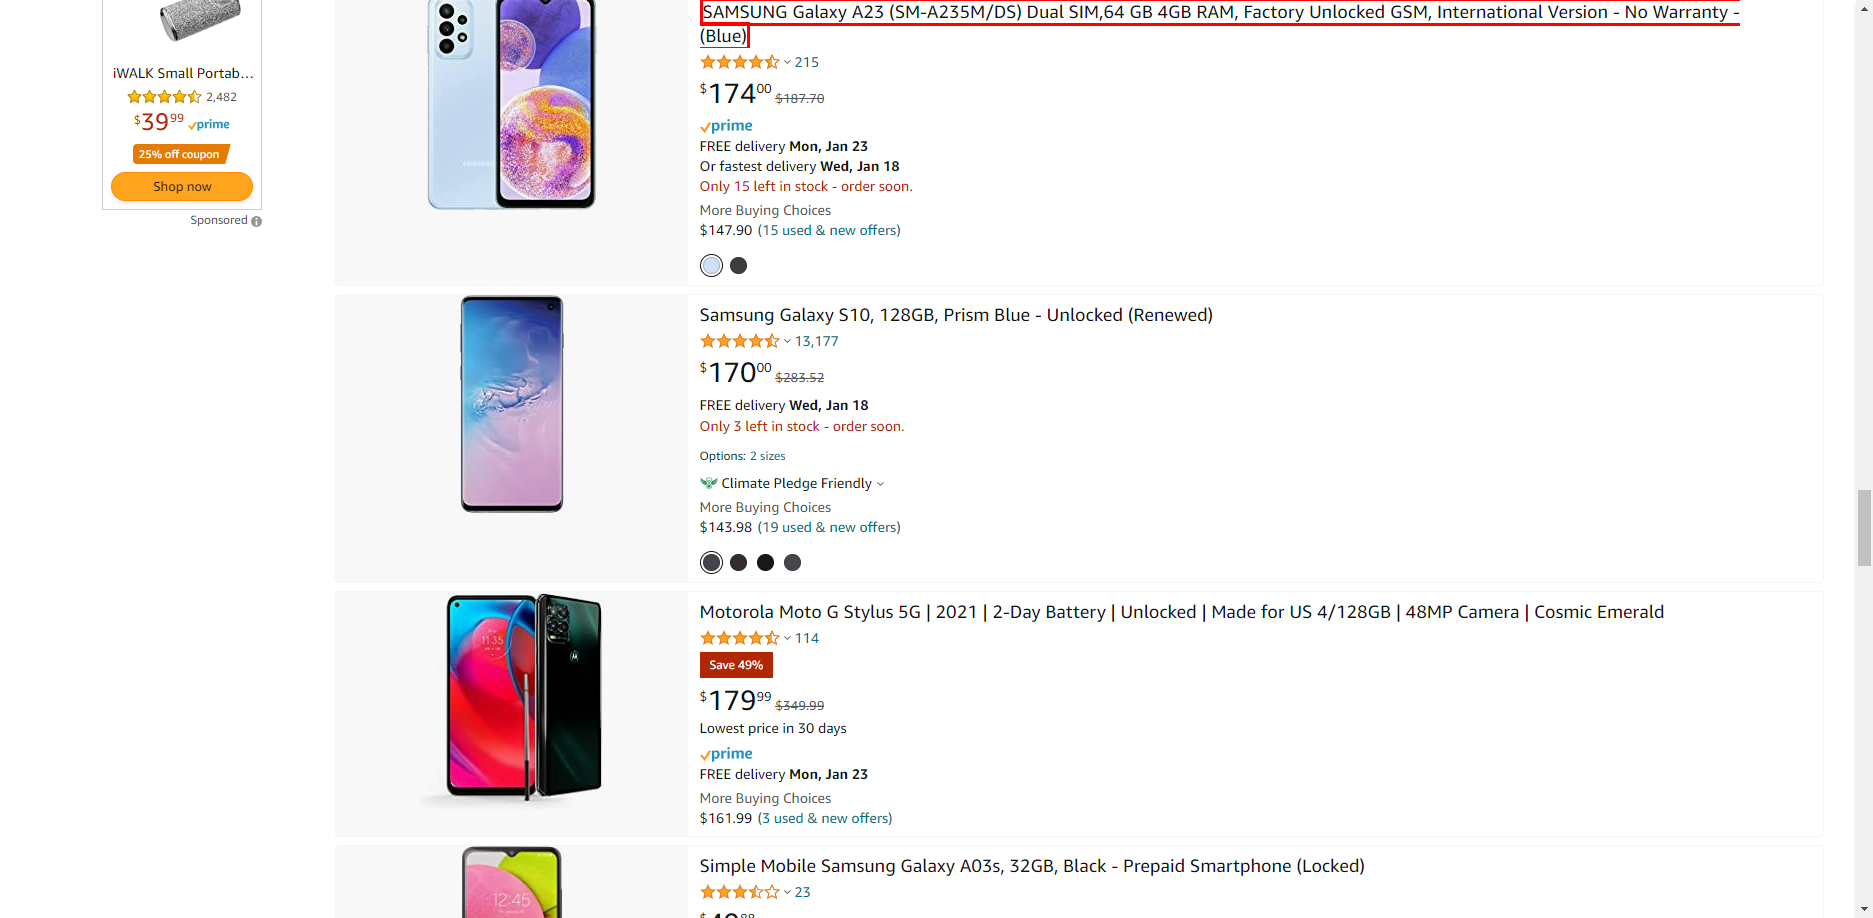 iWALK Small Portab...
2,482
$39.99 prime
25% off coupon
Shop now
Sponsored
SAMSUNG Galaxy A23 (SM-A235M/DS) Dual SIM,64 GB 4GB RAM, Factory Unlocked GSM, International Version - No Warranty -
(Blue)
215
$174.00 $187.70
prime
FREE delivery Mon, Jan 23
Or fastest delivery Wed, Jan 18
Only 15 left in stock - order soon.
More Buying Choices
$147.90 (15 used & new offers)
Samsung Galaxy S10, 128GB, Prism Blue - Unlocked (Renewed)
13,177
$170.00 $283.52
FREE delivery Wed, Jan 18
Only 3 left in stock - order soon.
Options: 2 sizes
Climate Pledge Friendly
More Buying Choices
$143.98 (19 used & new offers)
11:35
Motorola Moto G Stylus 5G | 2021 | 2-Day Battery | Unlocked | Made for US 4/128GB | 48MP Camera | Cosmic Emerald
114
Save 49%
$179.99 $349.99
Lowest price in 30 days
prime
FREE delivery Mon, Jan 23
More Buying Choices
$161.99 (3 used & new offers)
12:45
Simple Mobile Samsung Galaxy A03s, 32GB, Black - Prepaid Smartphone (Locked)
23